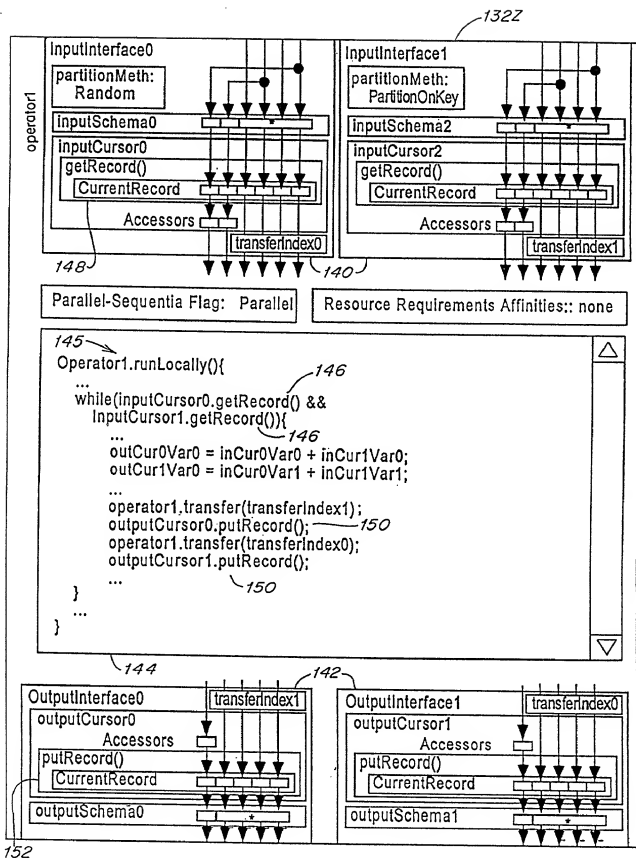 132Z
operator1
InputInterface0
partitionMeth:
Random
inputSchema0
*
inputCursor0
getRecord()
CurrentRecord
Accessors
transferIndex0
148
InputInterface1
partitionMeth:
PartitionOnKey
inputSchema2
*
inputCursor2
getRecord()
CurrentRecord
Accessors
transferIndex1
140
Parallel-Sequentia Flag: Parallel
Resource Requirements Affinities:: none
145
Operator1.runLocally(){
146
...
while(inputCursor0.getRecord() &&
InputCursor1.getRecord()){
146
...
outCur0Var0 = inCur0Var0 + inCur1Var0;
outCur1Var0 = inCur0Var1 + inCur1Var1;
...
operator1.transfer(transferIndex1);
outputCursor0.putRecord(); 150
operator1.transfer(transferIndex0);
outputCursor1.putRecord();
...
150
}
...
}
144
142
OutputInterface0
transferIndex1
outputCursor0
Accessors
putRecord()
CurrentRecord
outputSchema0
*
152
OutputInterface1
transferIndex0
outputCursor1
Accessors
putRecord()
CurrentRecord
outputSchema1
*